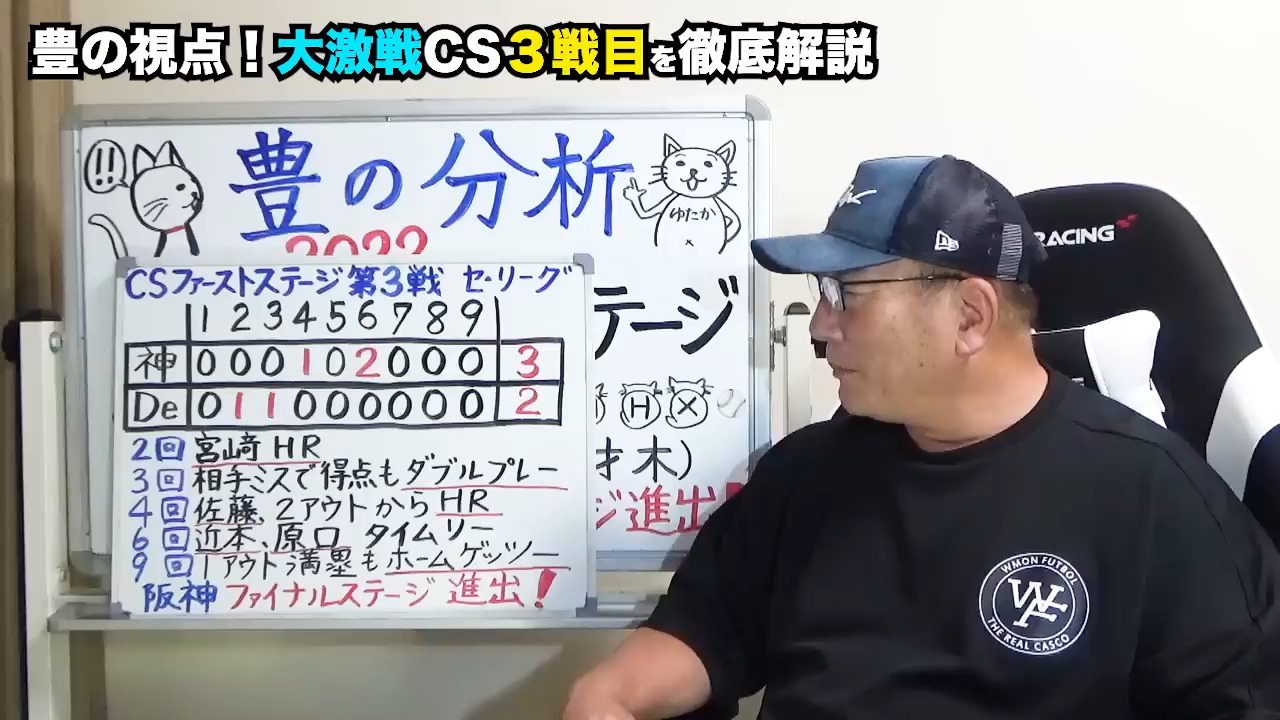 豊の視点！大激戦CS３戦目を徹底解説
!!
豊の分析
ゆたか
×
2022
CSファーストステージ第3戦 セ・リーグ
1 2 3 4 5 6 7 8 9
神 0 0 0 1 0 2 0 0 0 3
De 0 1 1 0 0 0 0 0 0 2
2回 宮﨑 HR
3回 相手ミスで得点もダブルプレー
4回 佐藤、2アウトからHR
6回 近本、原口 タイムリー
9回 1アウト満塁もホームゲッツー
阪神 ファイナルステージ 進出！
テージ
H X
才木)
ジ進出
RACING
WMON FUTBOL
WF
THE REAL CASCO